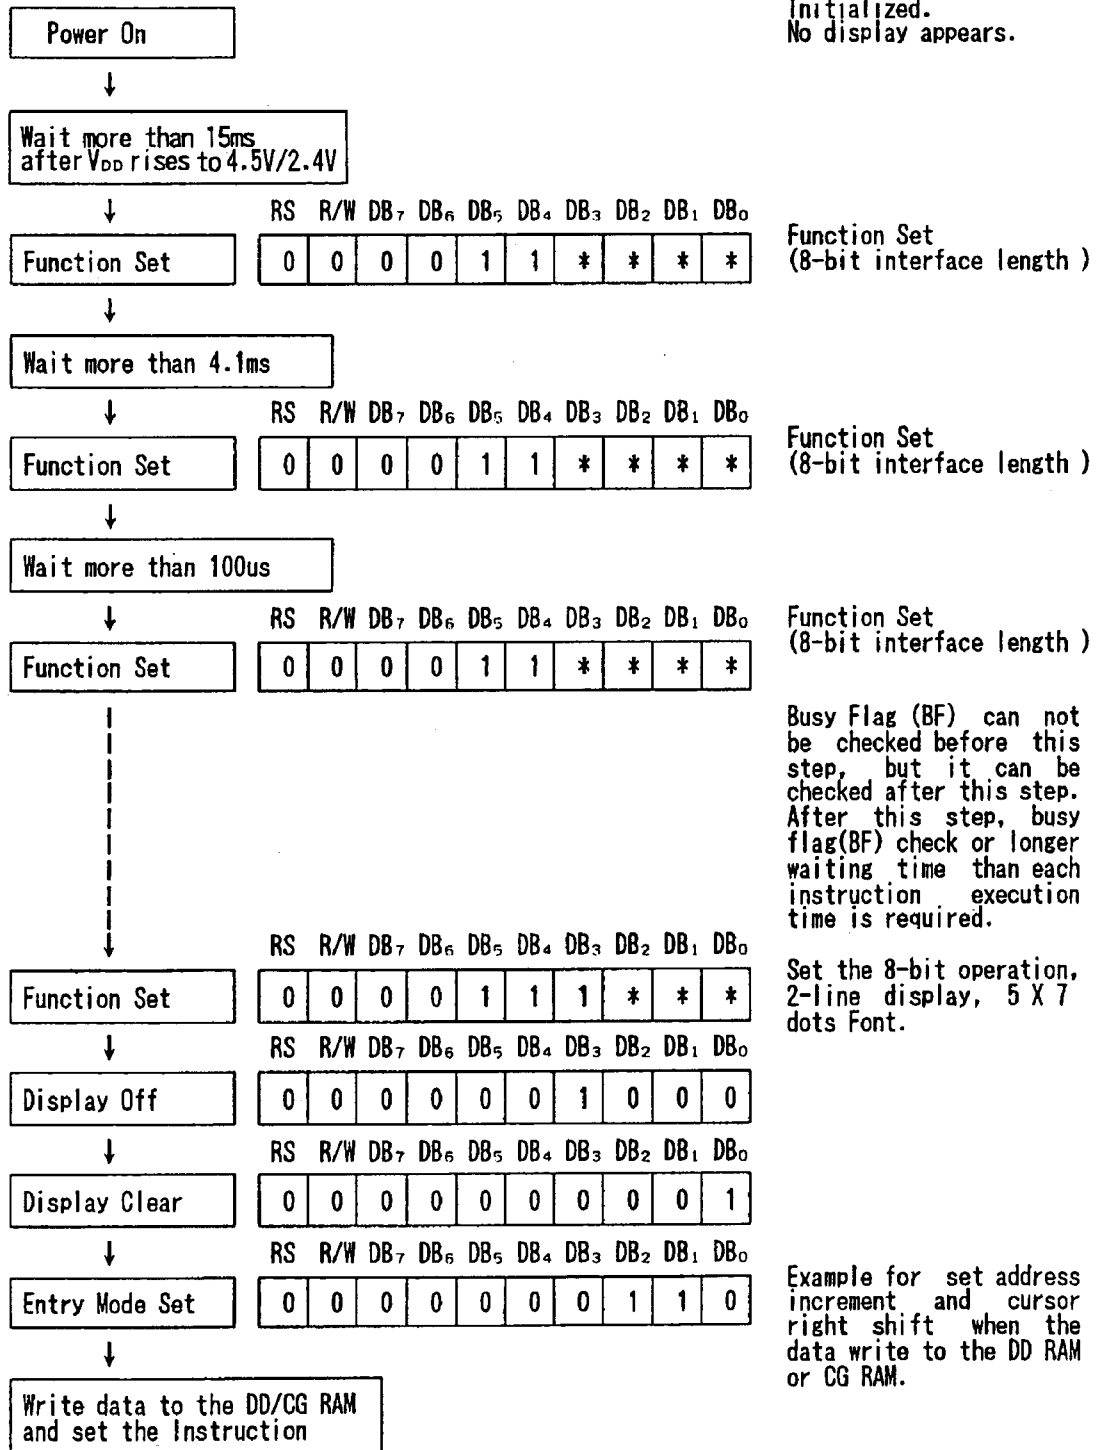 Initialized.
Power On
No display appears.
↓
Wait more than 15ms
after VDD rises to 4.5V/2.4V
↓
RS R/W DB7 DB6 DB5 DB4 DB3 DB2 DB1 DB0
Function Set
0 0 0 0 1 1 * * * *
Function Set
(8-bit interface length )
↓
Wait more than 4.1ms
↓
RS R/W DB7 DB6 DB5 DB4 DB3 DB2 DB1 DB0
Function Set
0 0 0 0 1 1 * * * *
Function Set
(8-bit interface length )
↓
Wait more than 100us
↓
RS R/W DB7 DB6 DB5 DB4 DB3 DB2 DB1 DB0
Function Set
0 0 0 0 1 1 * * * *
Function Set
(8-bit interface length )
Busy Flag (BF) can not
be checked before this
step, but it can be
checked after this step.
After this step, busy
flag(BF) check or longer
waiting time than each
instruction execution
time is required.
RS R/W DB7 DB6 DB5 DB4 DB3 DB2 DB1 DB0
Function Set
0 0 0 0 1 1 1 * * *
Set the 8-bit operation,
2-line display, 5 X 7
dots Font.
↓
RS R/W DB7 DB6 DB5 DB4 DB3 DB2 DB1 DB0
Display Off
0 0 0 0 0 0 1 0 0 0
↓
RS R/W DB7 DB6 DB5 DB4 DB3 DB2 DB1 DB0
Display Clear
0 0 0 0 0 0 0 0 0 1
↓
RS R/W DB7 DB6 DB5 DB4 DB3 DB2 DB1 DB0
Entry Mode Set
0 0 0 0 0 0 0 1 1 0
Example for set address
increment and cursor
right shift when the
data write to the DD RAM
or CG RAM.
↓
Write data to the DD/CG RAM
and set the Instruction